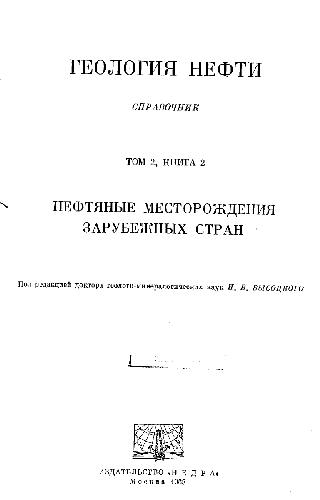 ГЕОЛОГИЯ НЕФТИ
СПРАВОЧНИК
ТОМ 2, КНИГА 2
НЕФТЯНЫЕ МЕСТОРОЖДЕНИЯ
ЗАРУБЕЖНЫХ СТРАН
Под редакцией доктора геолого-минералогических наук И. В. ВЫСОЦКОГО
ИЗДАТЕЛЬСТВО «НЕДРА»
Москва